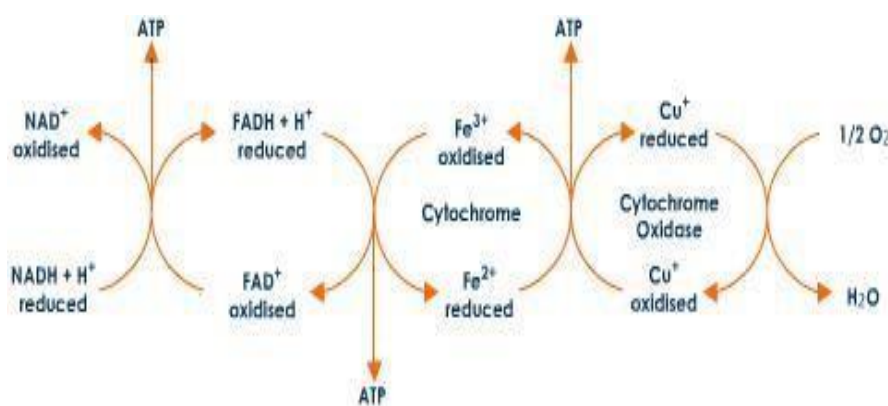 ATP
ATP
NAD⁺
oxidised
FADH + H⁺
reduced
Fe³⁺
oxidised
Cu⁺
reduced
1/2 O₂
Cytochrome
Cytochrome
Oxidase
NADH + H⁺
reduced
FAD⁺
oxidised
Fe²⁺
reduced
Cu⁺
oxidised
H₂O
ATP